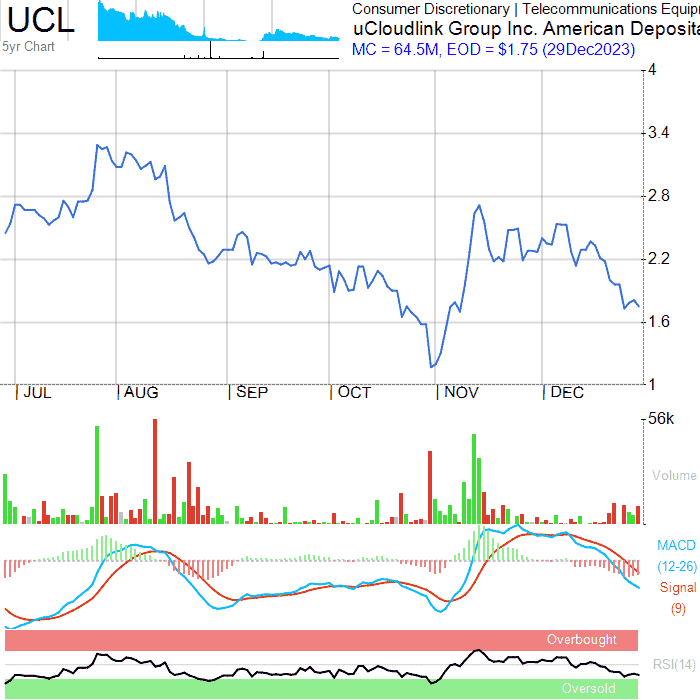 UCL
5yr Chart
Consumer Discretionary | Telecommunications Equip
uCloudlink Group Inc. American Deposita
MC = 64.5M, EOD = $1.75 (29Dec2023)
4
3.4
2.8
2.2
1.6
1
JUL AUG SEP OCT NOV DEC
56k
Volume
MACD
(12-26)
Signal
(9)
Overbought
RSI(14)
Oversold